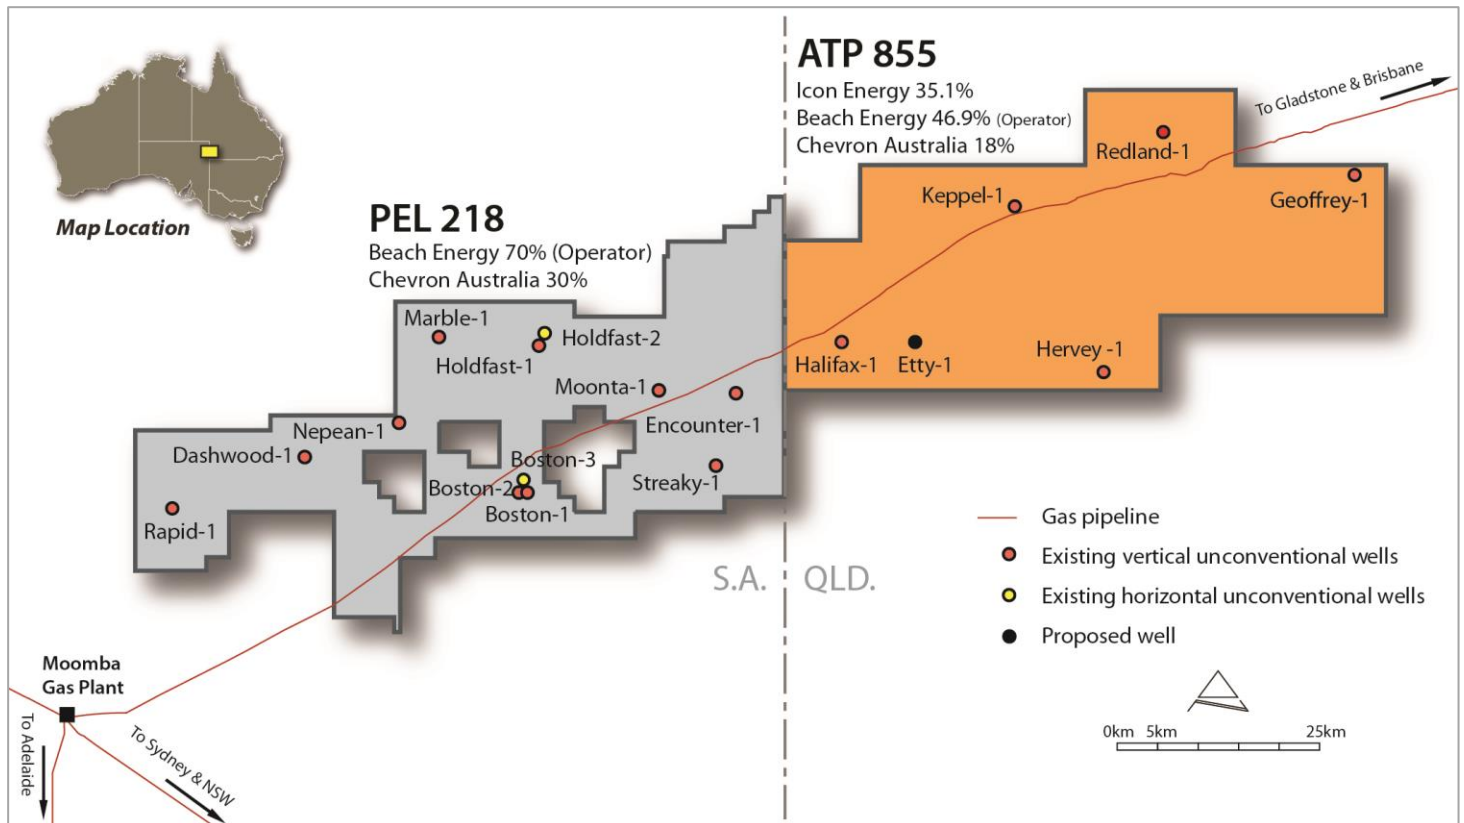 ATP 855
Icon Energy 35.1%
Beach Energy 46.9% (Operator)
Chevron Australia 18%
To Gladstone & Brisbane
Redland-1
Keppel-1
Geoffrey-1
Map Location
PEL 218
Beach Energy 70% (Operator)
Chevron Australia 30%
Marble-1
Holdfast-2
Holdfast-1
Halifax-1
Etty-1
Hervey -1
Moonta-1
Encounter-1
Nepean-1
Dashwood-1
Boston-3
Boston-2
Streaky-1
Boston-1
Rapid-1
Gas pipeline
Existing vertical unconventional wells
S.A.
QLD.
Existing horizontal unconventional wells
Proposed well
Moomba
Gas Plant
To Adelaide
To Sydney & NSW
0km 5km 25km